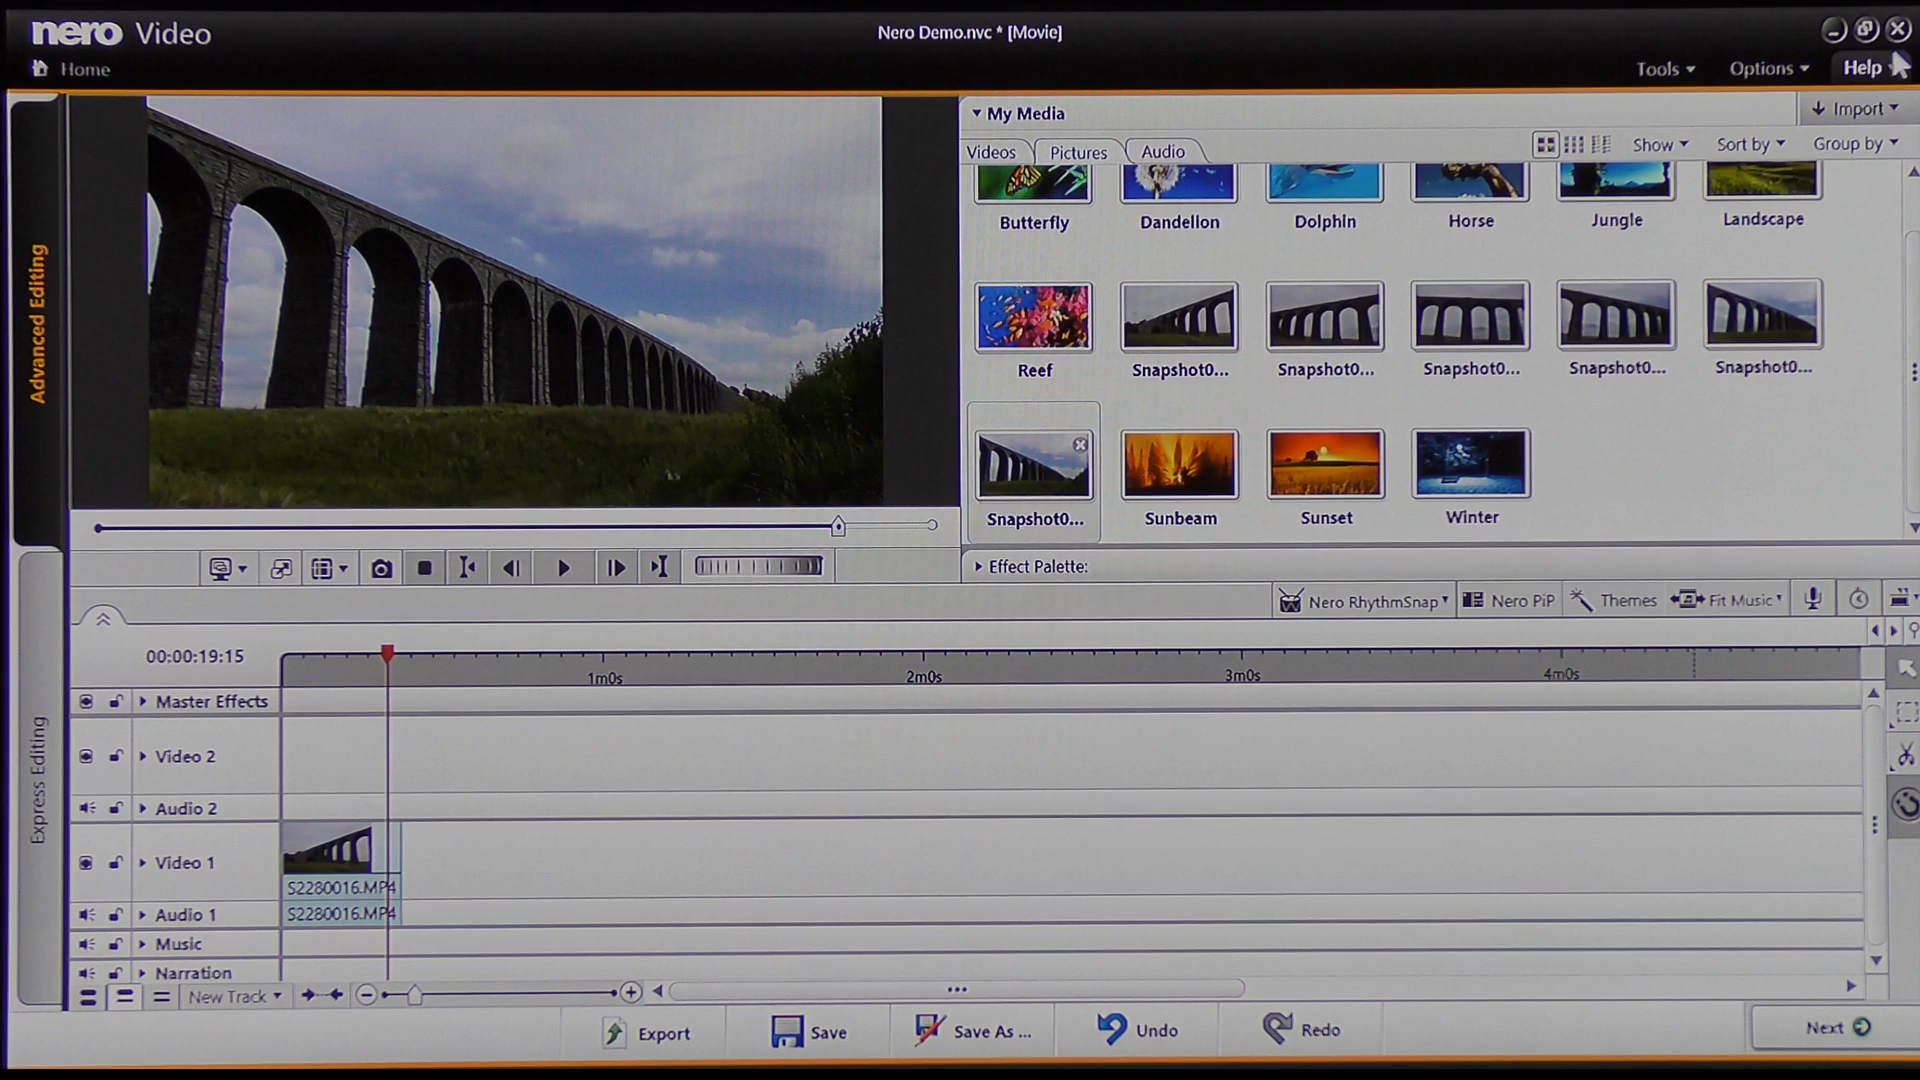 nero Video
Nero Demo.nvc * [Movie]
Home
Tools
Options
Help
My Media
Import
Videos
Pictures
Audio
Show
Sort by
Group by
Butterfly
Dandelion
Dolphin
Horse
Jungle
Landscape
Reef
Snapshot0...
Snapshot0...
Snapshot0...
Snapshot0...
Snapshot0...
Snapshot0...
Sunbeam
Sunset
Winter
Effect Palette:
Advanced Editing
Express Editing
Nero RhythmSnap
Nero PiP
Themes
Fit Music
00:00:19:15
1m0s
2m0s
3m0s
4m0s
Master Effects
Video 2
Audio 2
Video 1
S2280016.MP4
Audio 1
S2280016.MP4
Music
Narration
New Track
Export
Save
Save As ...
Undo
Redo
Next